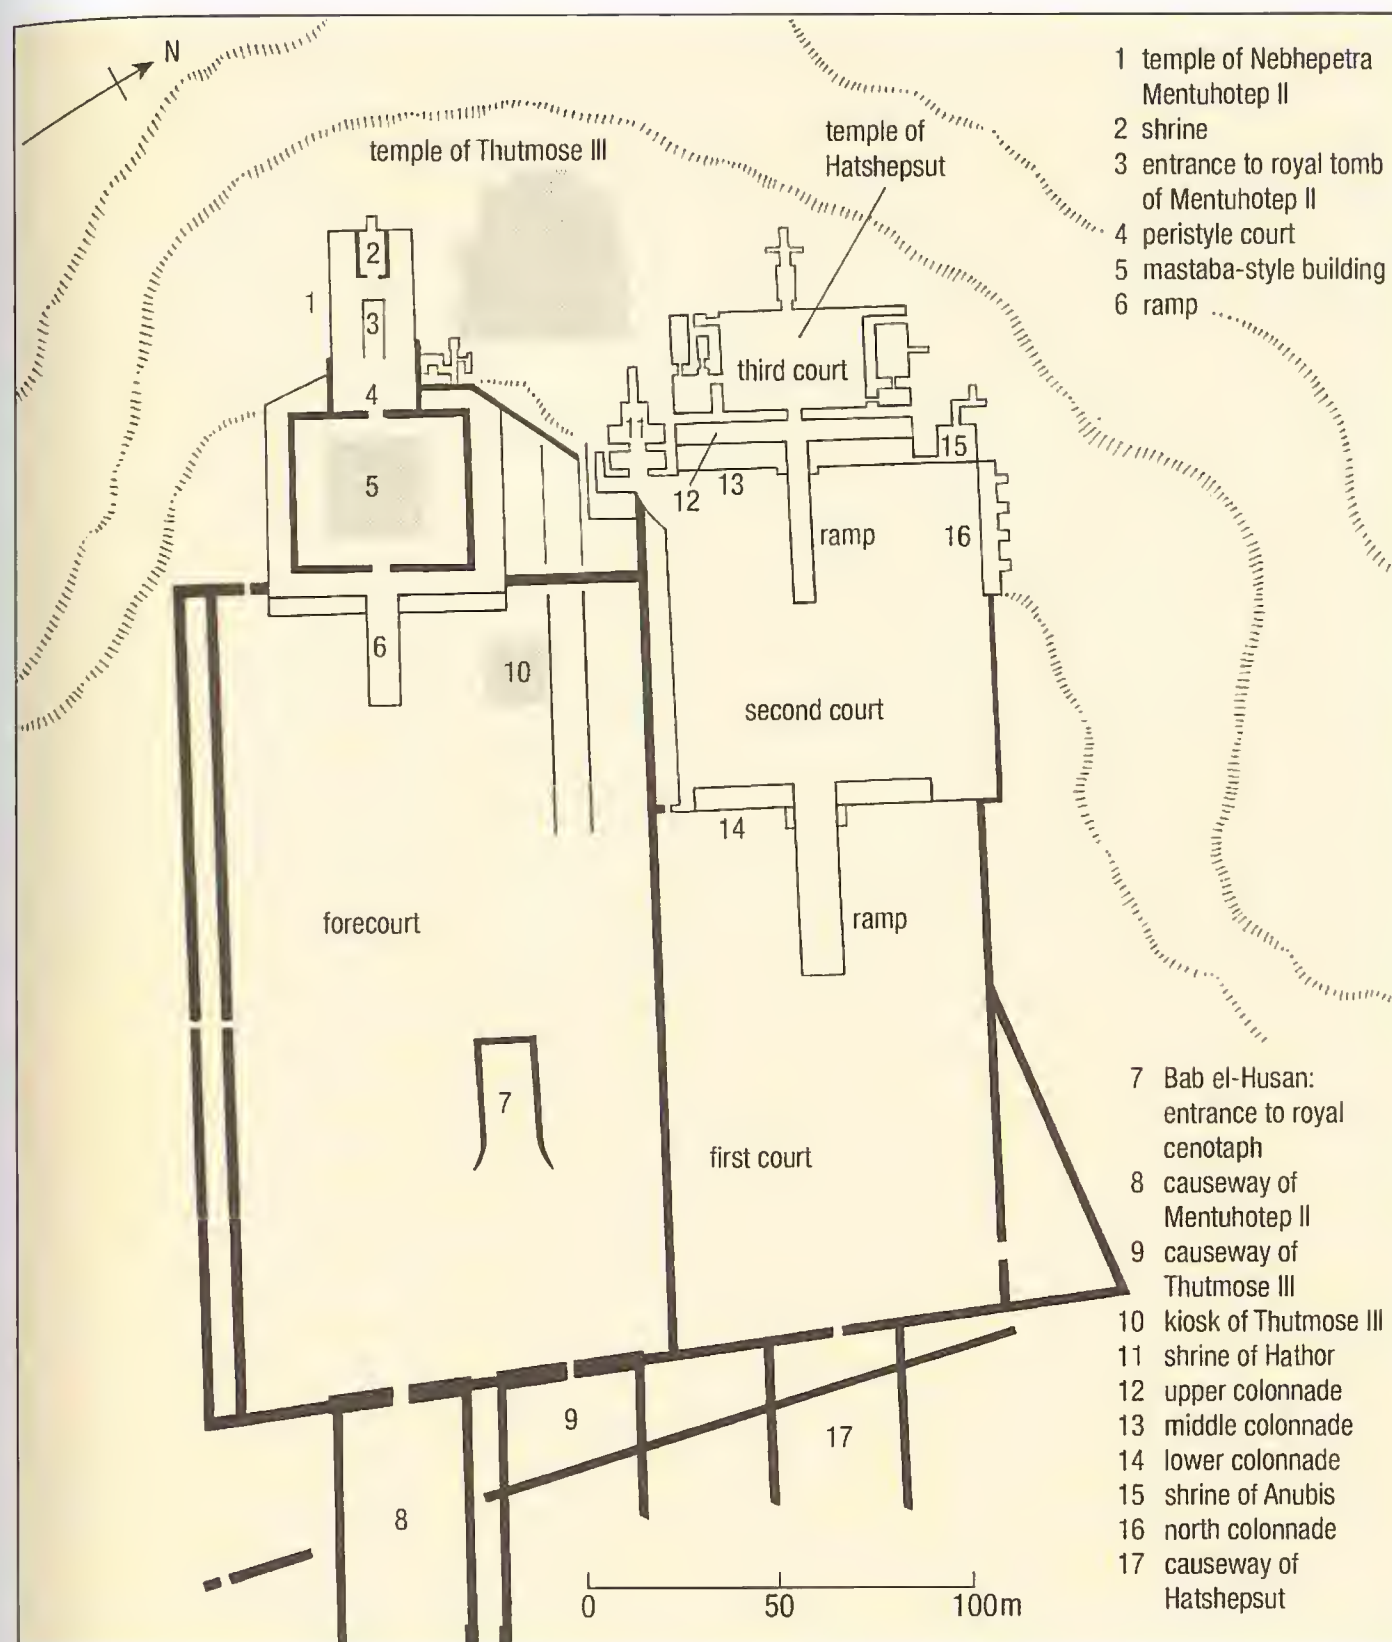 N
temple of Thutmose III
temple of
Hatshepsut
1 temple of Nebhepetra
Mentuhotep II
2 shrine
3 entrance to royal tomb
of Mentuhotep II
4 peristyle court
5 mastaba-style building
6 ramp
2
1
3
4
5
6
third court
11
12
13
15
16
ramp
10
second court
14
forecourt
ramp
7
first court
9
17
8
7 Bab el-Husan:
entrance to royal
cenotaph
8 causeway of
Mentuhotep II
9 causeway of
Thutmose III
10 kiosk of Thutmose III
11 shrine of Hathor
12 upper colonnade
13 middle colonnade
14 lower colonnade
15 shrine of Anubis
16 north colonnade
17 causeway of
Hatshepsut
0 50 100m